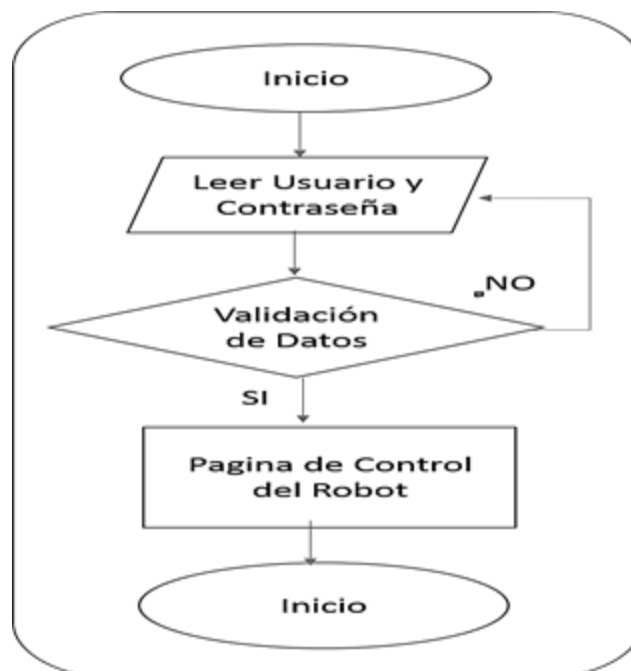 Inicio
Leer Usuario y
Contraseña
NO
Validación
de Datos
SI
Pagina de Control
del Robot
Inicio